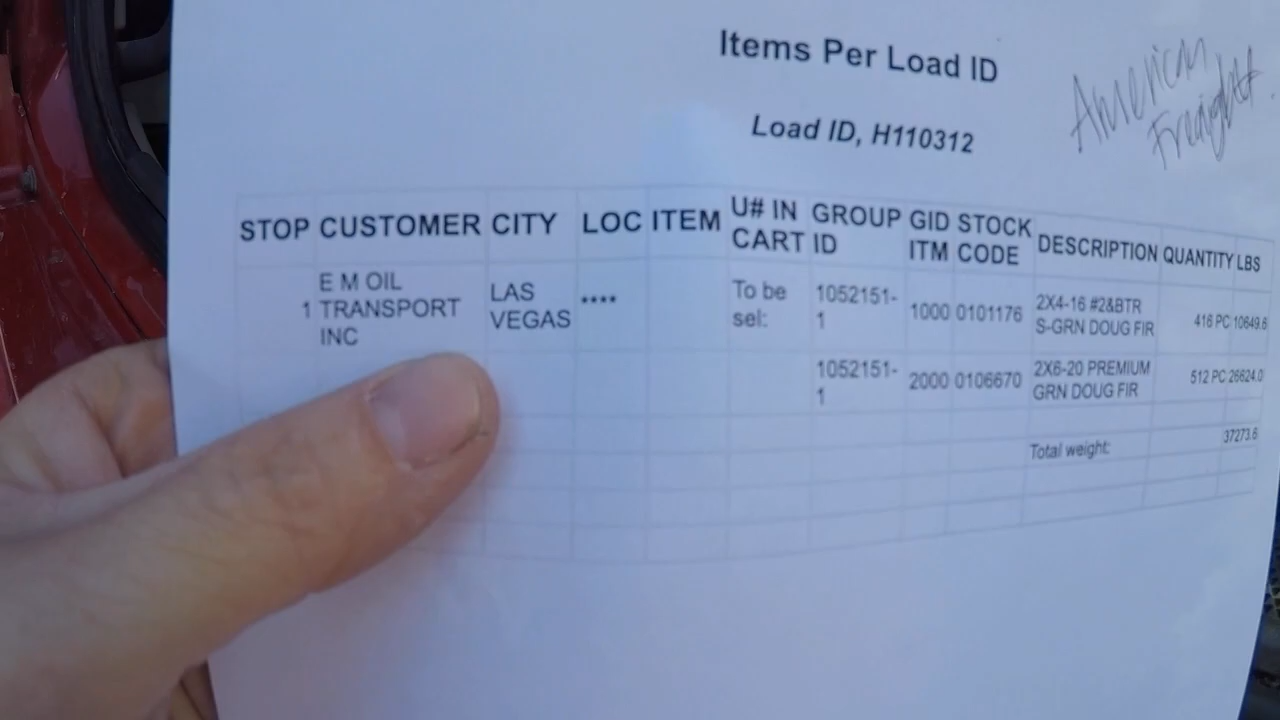 Items Per Load ID
American
Freight.
Load ID, H110312
STOP CUSTOMER CITY LOC ITEM U# IN CART GROUP ID GID ITM STOCK CODE DESCRIPTION QUANTITY LBS
1 E M OIL TRANSPORT INC LAS VEGAS **** To be sel: 1052151-1 1000 0101176 2X4-16 #2&BTR S-GRN DOUG FIR 416 PC 10649.6
1052151-1 2000 0106670 2X6-20 PREMIUM GRN DOUG FIR 512 PC 26624.0
Total weight: 37273.6